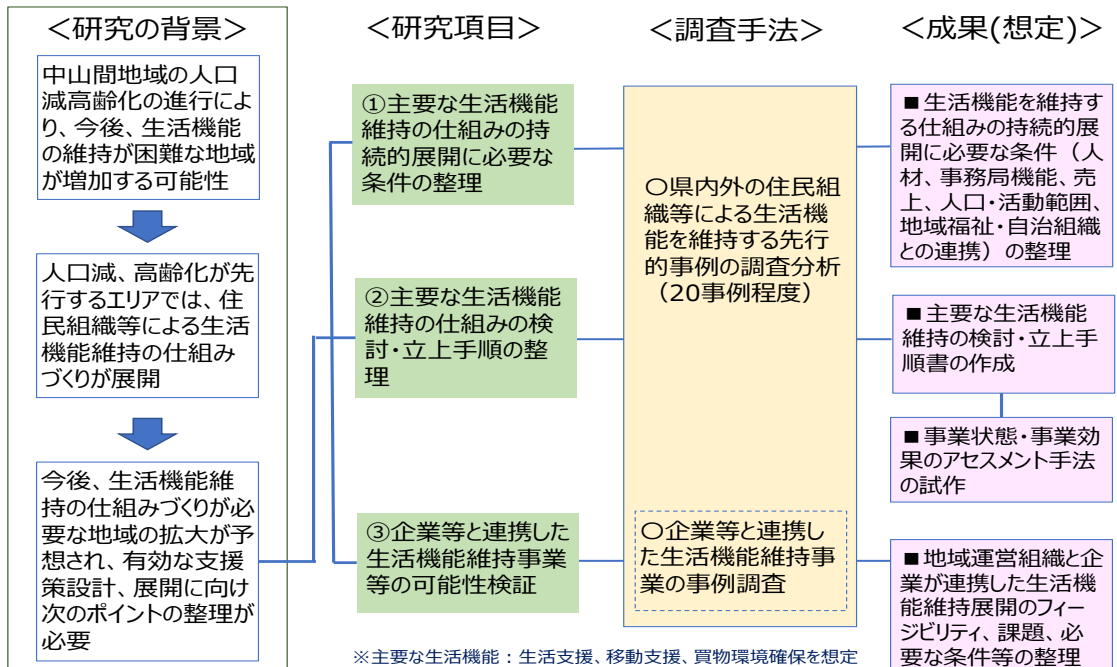 ＜研究の背景＞
中山間地域の人口
減高齢化の進行によ
り、今後、生活機能
の維持が困難な地域
が増加する可能性
人口減、高齢化が先
行するエリアでは、住
民組織等による生活
機能維持の仕組み
づくりが展開
今後、生活機能維
持の仕組みづくりが必
要な地域の拡大が予
想され、有効な支援
策設計、展開に向け
次のポイントの整理が
必要
＜研究項目＞
①主要な生活機能
維持の仕組みの持
続的展開に必要な
条件の整理
②主要な生活機能
維持の仕組みの検
討・立上手順の整
理
③企業等と連携した
生活機能維持事業
等の可能性検証
＜調査手法＞
〇県内外の住民組
織等による生活機
能を維持する先行
的事例の調査分析
（20事例程度）
〇企業等と連携し
た生活機能維持事
業の事例調査
＜成果(想定)＞
■生活機能を維持す
る仕組みの持続的展
開に必要な条件（人
材、事務局機能、売
上、人口・活動範囲、
地域福祉・自治組織
との連携）の整理
■主要な生活機能
維持の検討・立上手
順書の作成
■事業状態・事業効
果のアセスメント手法
の試作
■地域運営組織と企
業が連携した生活機
能維持展開のフィー
ジビリティ、課題、必
要な条件等の整理
※主要な生活機能：生活支援、移動支援、買物環境確保を想定